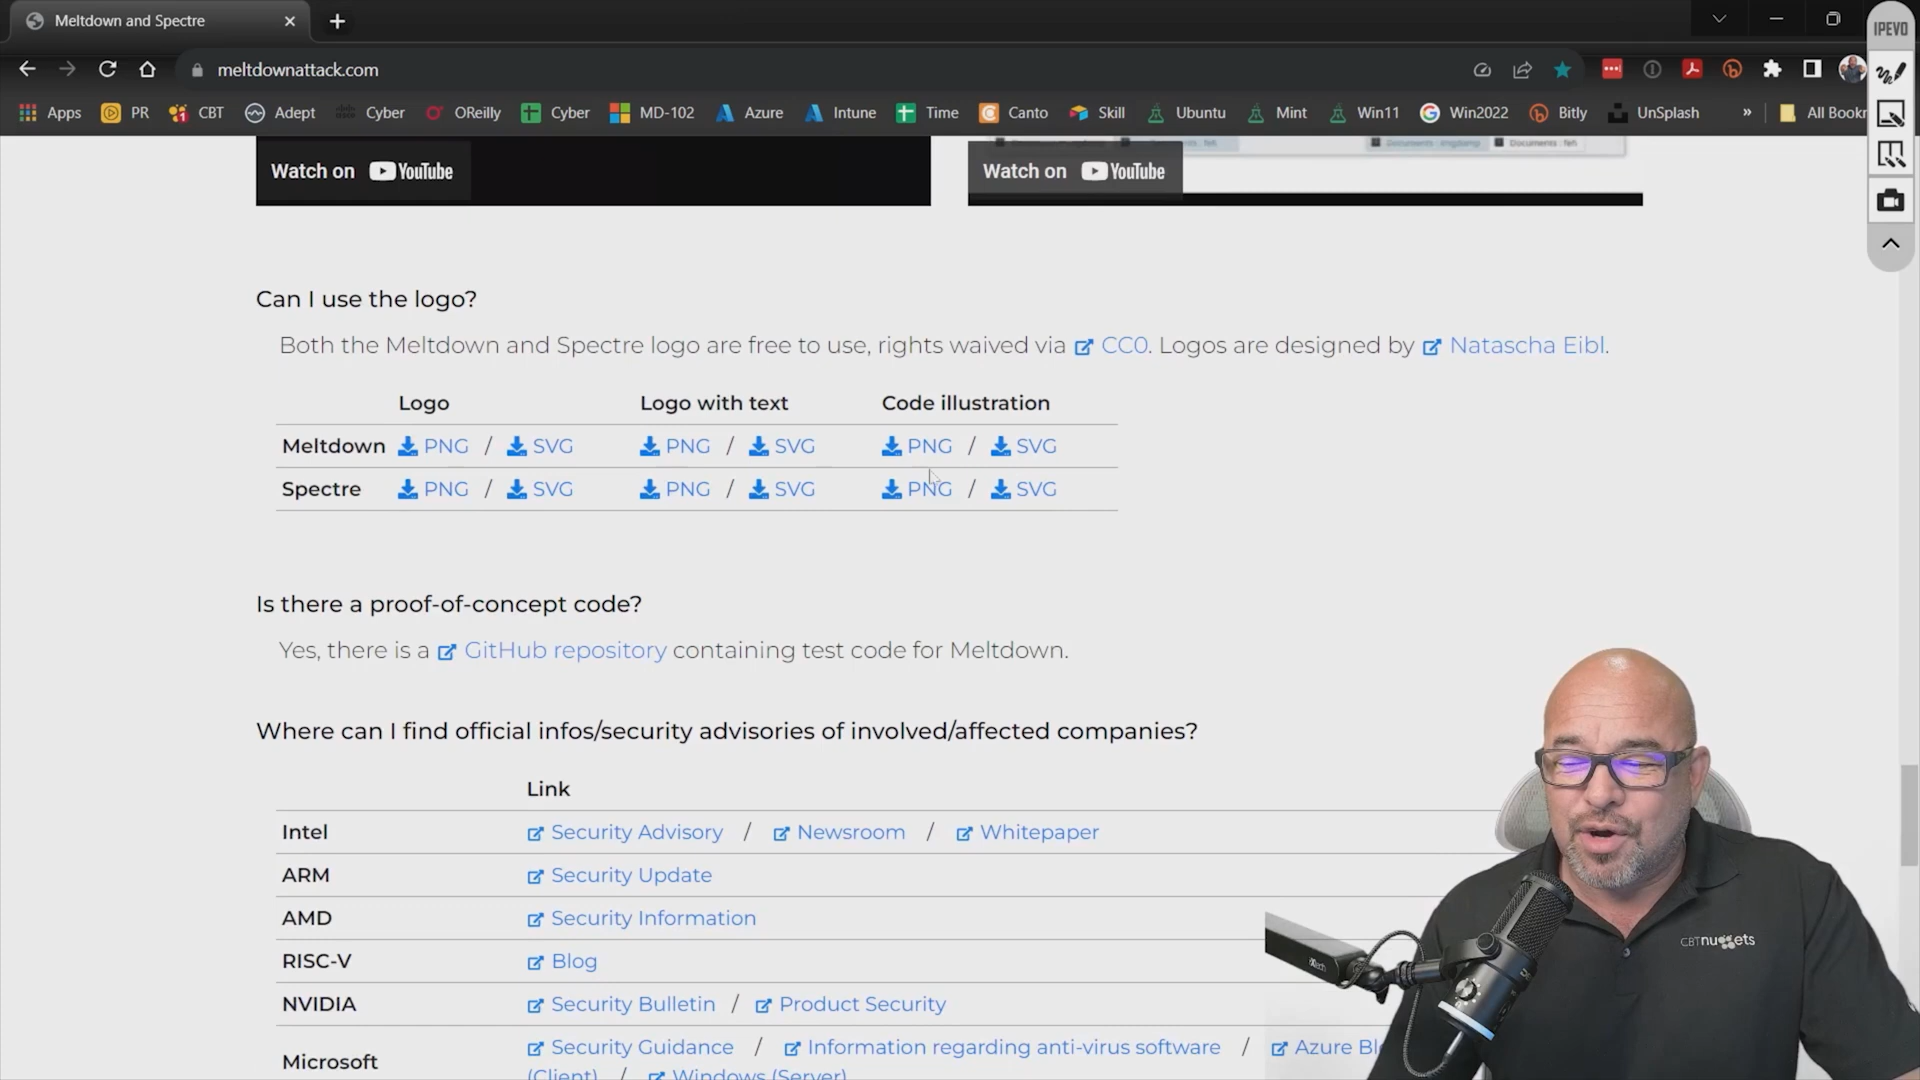 Meltdown and Spectre
IPEVO
meltdownattack.com
Apps PR CBT Adept Cyber OReilly Cyber MD-102 Azure Intune Time Canto Skill Ubuntu Mint Win11 Win2022 Bitly UnSplash » All Bookr
Watch on YouTube
Watch on YouTube
Can I use the logo?
Both the Meltdown and Spectre logo are free to use, rights waived via CC0. Logos are designed by Natascha Eibl.
Logo Logo with text Code illustration
Meltdown PNG / SVG PNG / SVG PNG / SVG
Spectre PNG / SVG PNG / SVG PNG / SVG
Is there a proof-of-concept code?
Yes, there is a GitHub repository containing test code for Meltdown.
Where can I find official infos/security advisories of involved/affected companies?
Link
Intel Security Advisory / Newsroom / Whitepaper
ARM Security Update
AMD Security Information
RISC-V Blog
NVIDIA Security Bulletin / Product Security
Microsoft Security Guidance / Information regarding anti-virus software / Azure Bl
(Client) / Windows (Server)
CBTnuggets